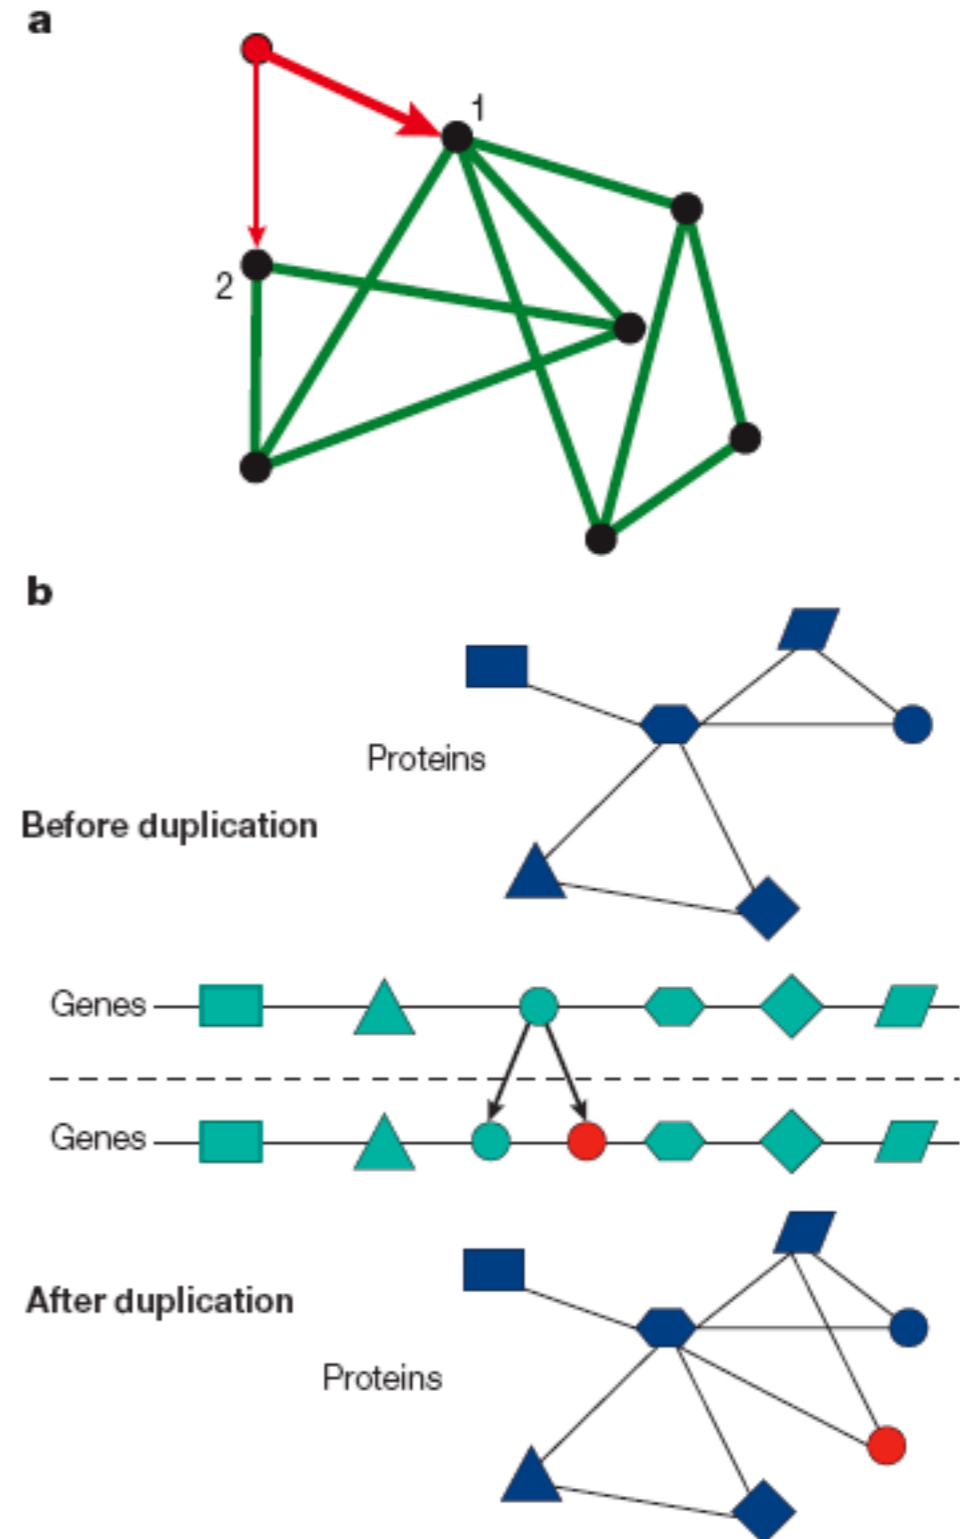 a
1
2
b
Proteins
Before duplication
Genes
Genes
After duplication
Proteins